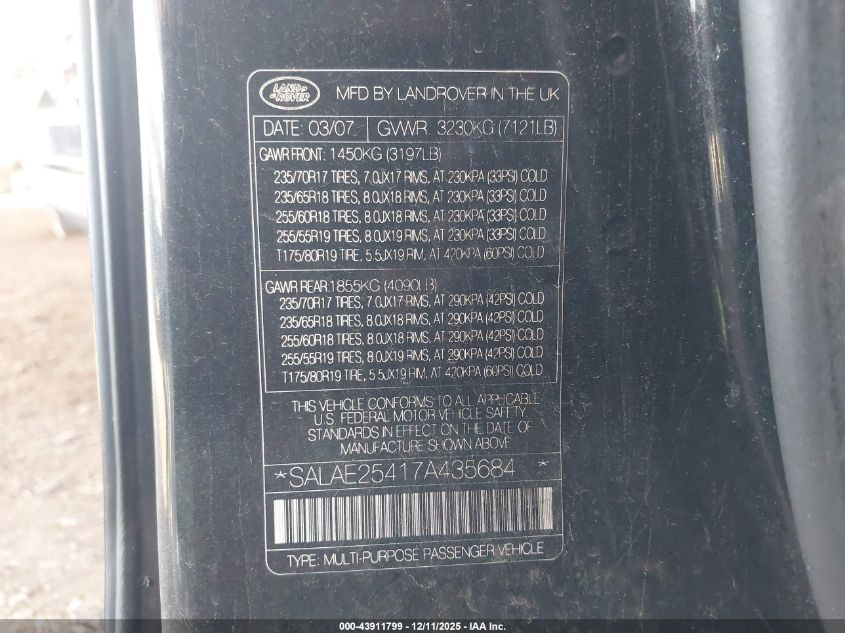 LAND ROVER
MFD BY LANDROVER IN THE UK
DATE: 03/07 GWWR 3230KG (7121LB)
GAWR FRONT: 1450KG (3197LB)
235/70R17 TIRES, 7.0JX17 RIMS, AT 230KPA (33PSI) COLD
235/65R18 TIRES, 8.0JX18 RIMS, AT 230KPA (33PSI) COLD
255/60R18 TIRES, 8.0JX18 RIMS, AT 230KPA (33PSI) COLD
255/55R19 TIRES, 8.0JX19 RIMS, AT 230KPA (33PSI) COLD
T175/80R19 TIRE, 5.5JX19 RIM, AT 420KPA (60PSI) COLD
GAWR REAR: 1855KG (4090LB)
235/70R17 TIRES, 7.0JX17 RIMS, AT 290KPA (42PSI) COLD
235/65R18 TIRES, 8.0JX18 RIMS, AT 290KPA (42PSI) COLD
255/60R18 TIRES, 8.0JX18 RIMS, AT 290KPA (42PSI) COLD
255/55R19 TIRES, 8.0JX19 RIMS, AT 290KPA (42PSI) COLD
T175/80R19 TIRE, 5.5JX19 RIM, AT 420KPA (60PSI) COLD
THIS VEHICLE CONFORMS TO ALL APPLICABLE
U.S. FEDERAL MOTOR VEHICLE SAFETY
STANDARDS IN EFFECT ON THE DATE OF
MANUFACTURE SHOWN ABOVE
*SALAE25417A435684*
TYPE: MULTI-PURPOSE PASSENGER VEHICLE
000-43911799 - 12/11/2025 - IAA Inc.